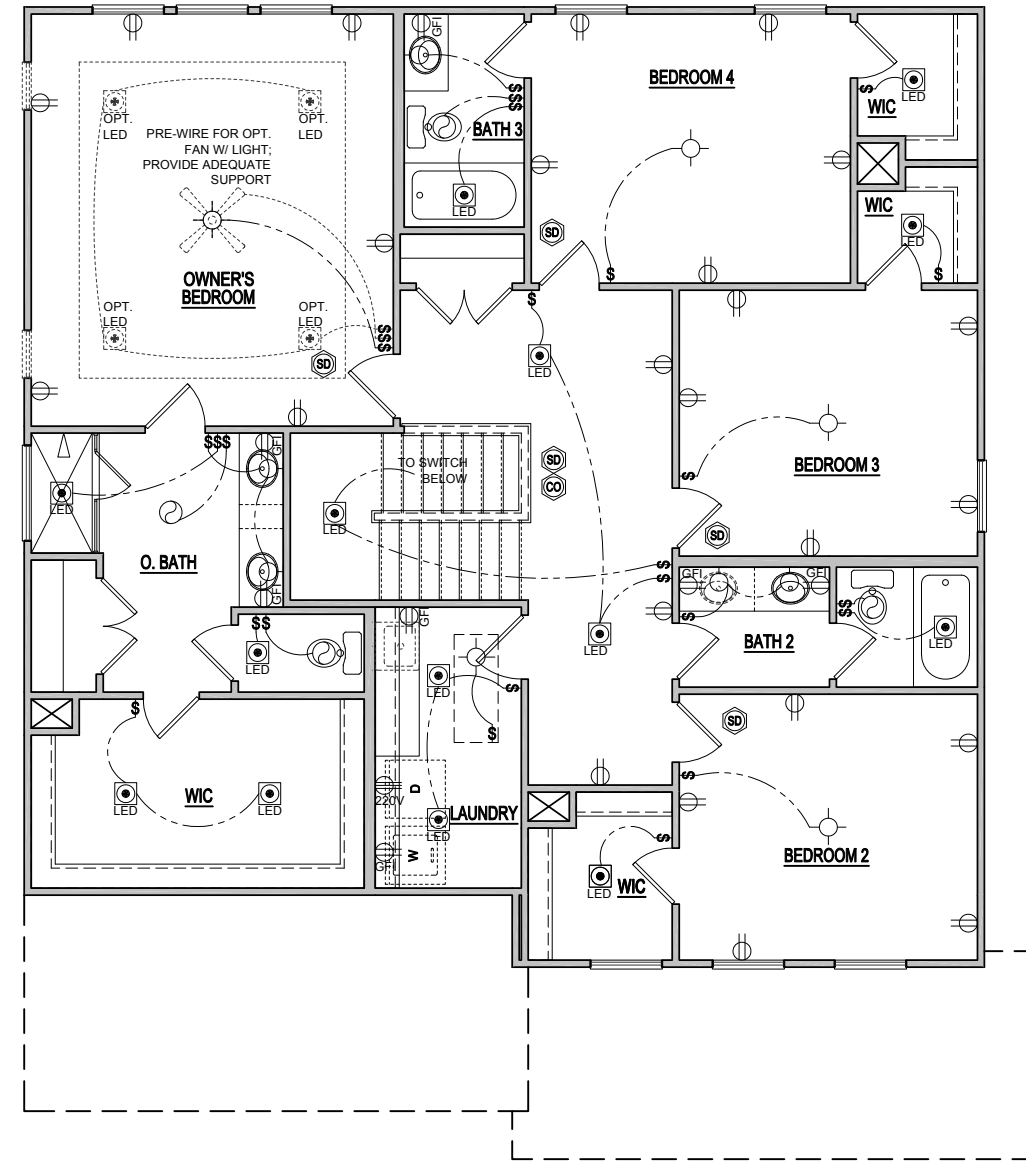 GFI
BEDROOM 4
LED
WIC
OPT.
LED
OPT.
LED
PRE-WIRE FOR OPT.
FAN W/ LIGHT;
PROVIDE ADEQUATE
SUPPORT
BATH 3
$
$$$
LED
WIC
LED
SD
$
$
OWNER'S
BEDROOM
OPT.
LED
OPT.
LED
$
$$$
SD
LED
$$$
GFI
TO SWITCH
BELOW
SD
CO
BEDROOM 3
$
LED
LED
O. BATH
SD
$
GFI
GFI
GFI
$
$
$$
$$
GFI
LED
LED
BATH 2
LED
LED
$
$
$
SD
LED
LED
WIC
D
220V
LAUNDRY
LED
W
GFI
$
$
BEDROOM 2
LED
WIC